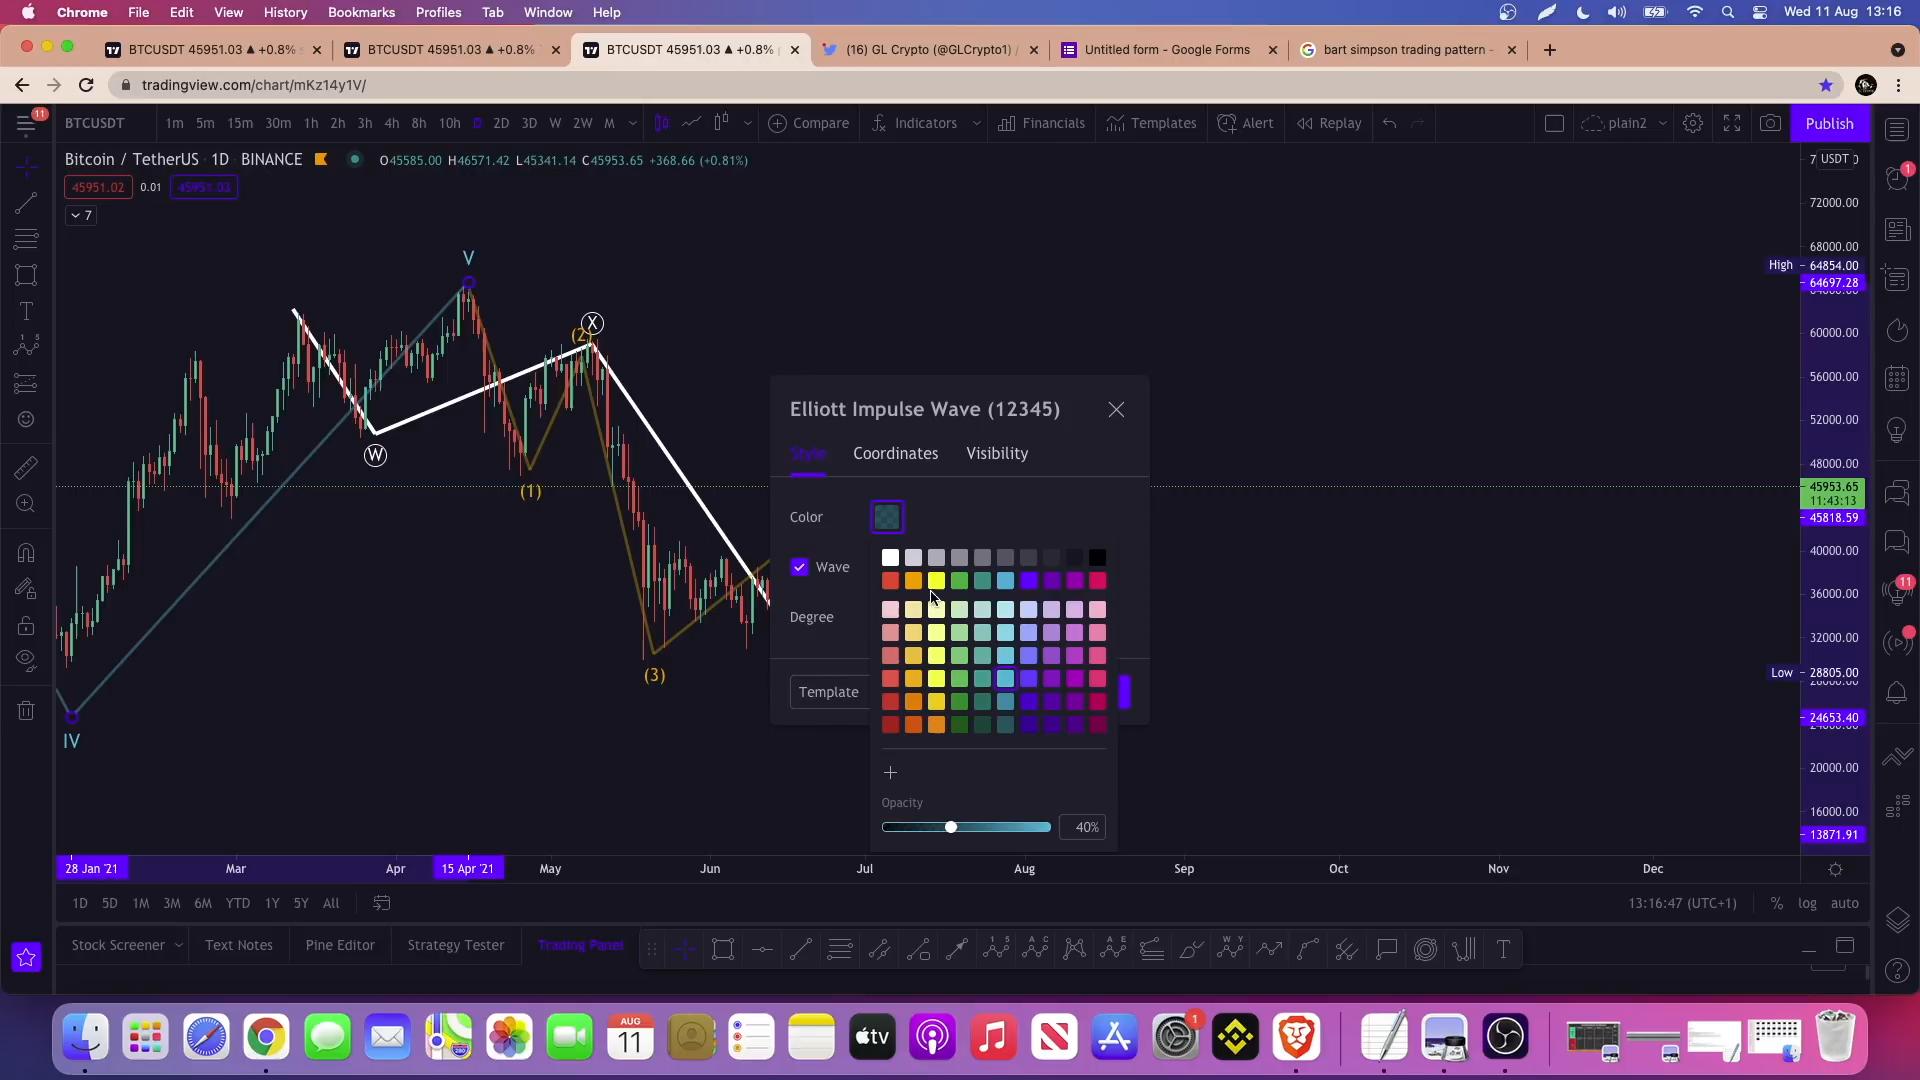 Chrome File Edit View History Bookmarks Profiles Tab Window Help Wed 11 Aug 13:16
BTCUSDT 45951.03 ▲ +0.8% BTCUSDT 45951.03 ▲ +0.8% BTCUSDT 45951.03 ▲ +0.8% (16) GL Crypto (@GLCrypto1) / Untitled form - Google Forms bart simpson trading pattern -
tradingview.com/chart/mKz14y1V/
11 BTCUSDT 1m 5m 15m 30m 1h 2h 3h 4h 8h 10h D 2D 3D W 2W M Compare Indicators Financials Templates Alert Replay plain2 Publish
Bitcoin / TetherUS 1D BINANCE O45585.00 H46571.42 L45341.14 C45953.65 +368.66 (+0.81%) USDT
45951.02 0.01 45951.03
7
72000.00
68000.00
High 64854.00
64697.28
60000.00
56000.00
52000.00
48000.00
45953.65
11:43:13
45818.59
40000.00
36000.00
32000.00
Low 28805.00
24653.40
20000.00
16000.00
13871.91
V
X
(2)
W
(1)
(3)
IV
Elliott Impulse Wave (12345)
Style Coordinates Visibility
Color
Wave
Degree
Template
Opacity
40%
28 Jan '21 Mar Apr 15 Apr '21 May Jun Jul Aug Sep Oct Nov Dec
1D 5D 1M 3M 6M YTD 1Y 5Y All 13:16:47 (UTC+1) % log auto
Stock Screener Text Notes Pine Editor Strategy Tester Trading Panel
AUG
11
tv
280
1
1
11